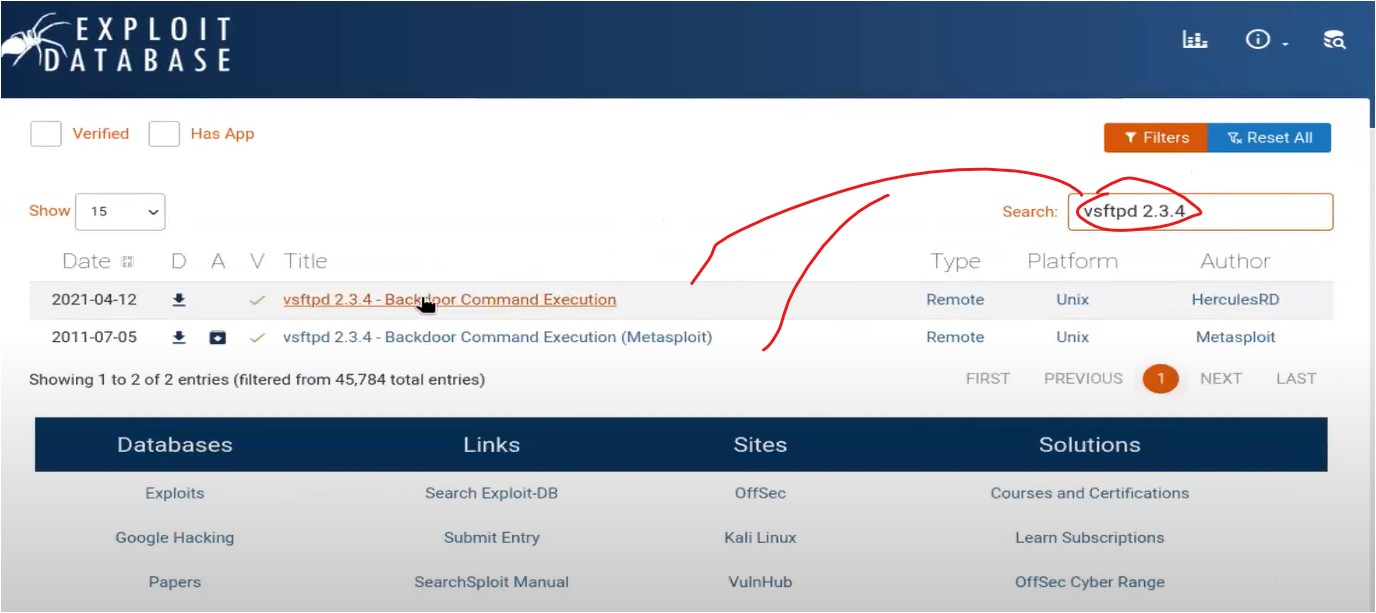 EXPLOIT
DATABASE
Verified Has App Filters Reset All
Show 15 Search: vsftpd 2.3.4
Date D A V Title Type Platform Author
2021-04-12 vsftpd 2.3.4 - Backdoor Command Execution Remote Unix HerculesRD
2011-07-05 vsftpd 2.3.4 - Backdoor Command Execution (Metasploit) Remote Unix Metasploit
Showing 1 to 2 of 2 entries (filtered from 45,784 total entries) FIRST PREVIOUS 1 NEXT LAST
Databases Links Sites Solutions
Exploits Search Exploit-DB OffSec Courses and Certifications
Google Hacking Submit Entry Kali Linux Learn Subscriptions
Papers SearchSploit Manual VulnHub OffSec Cyber Range